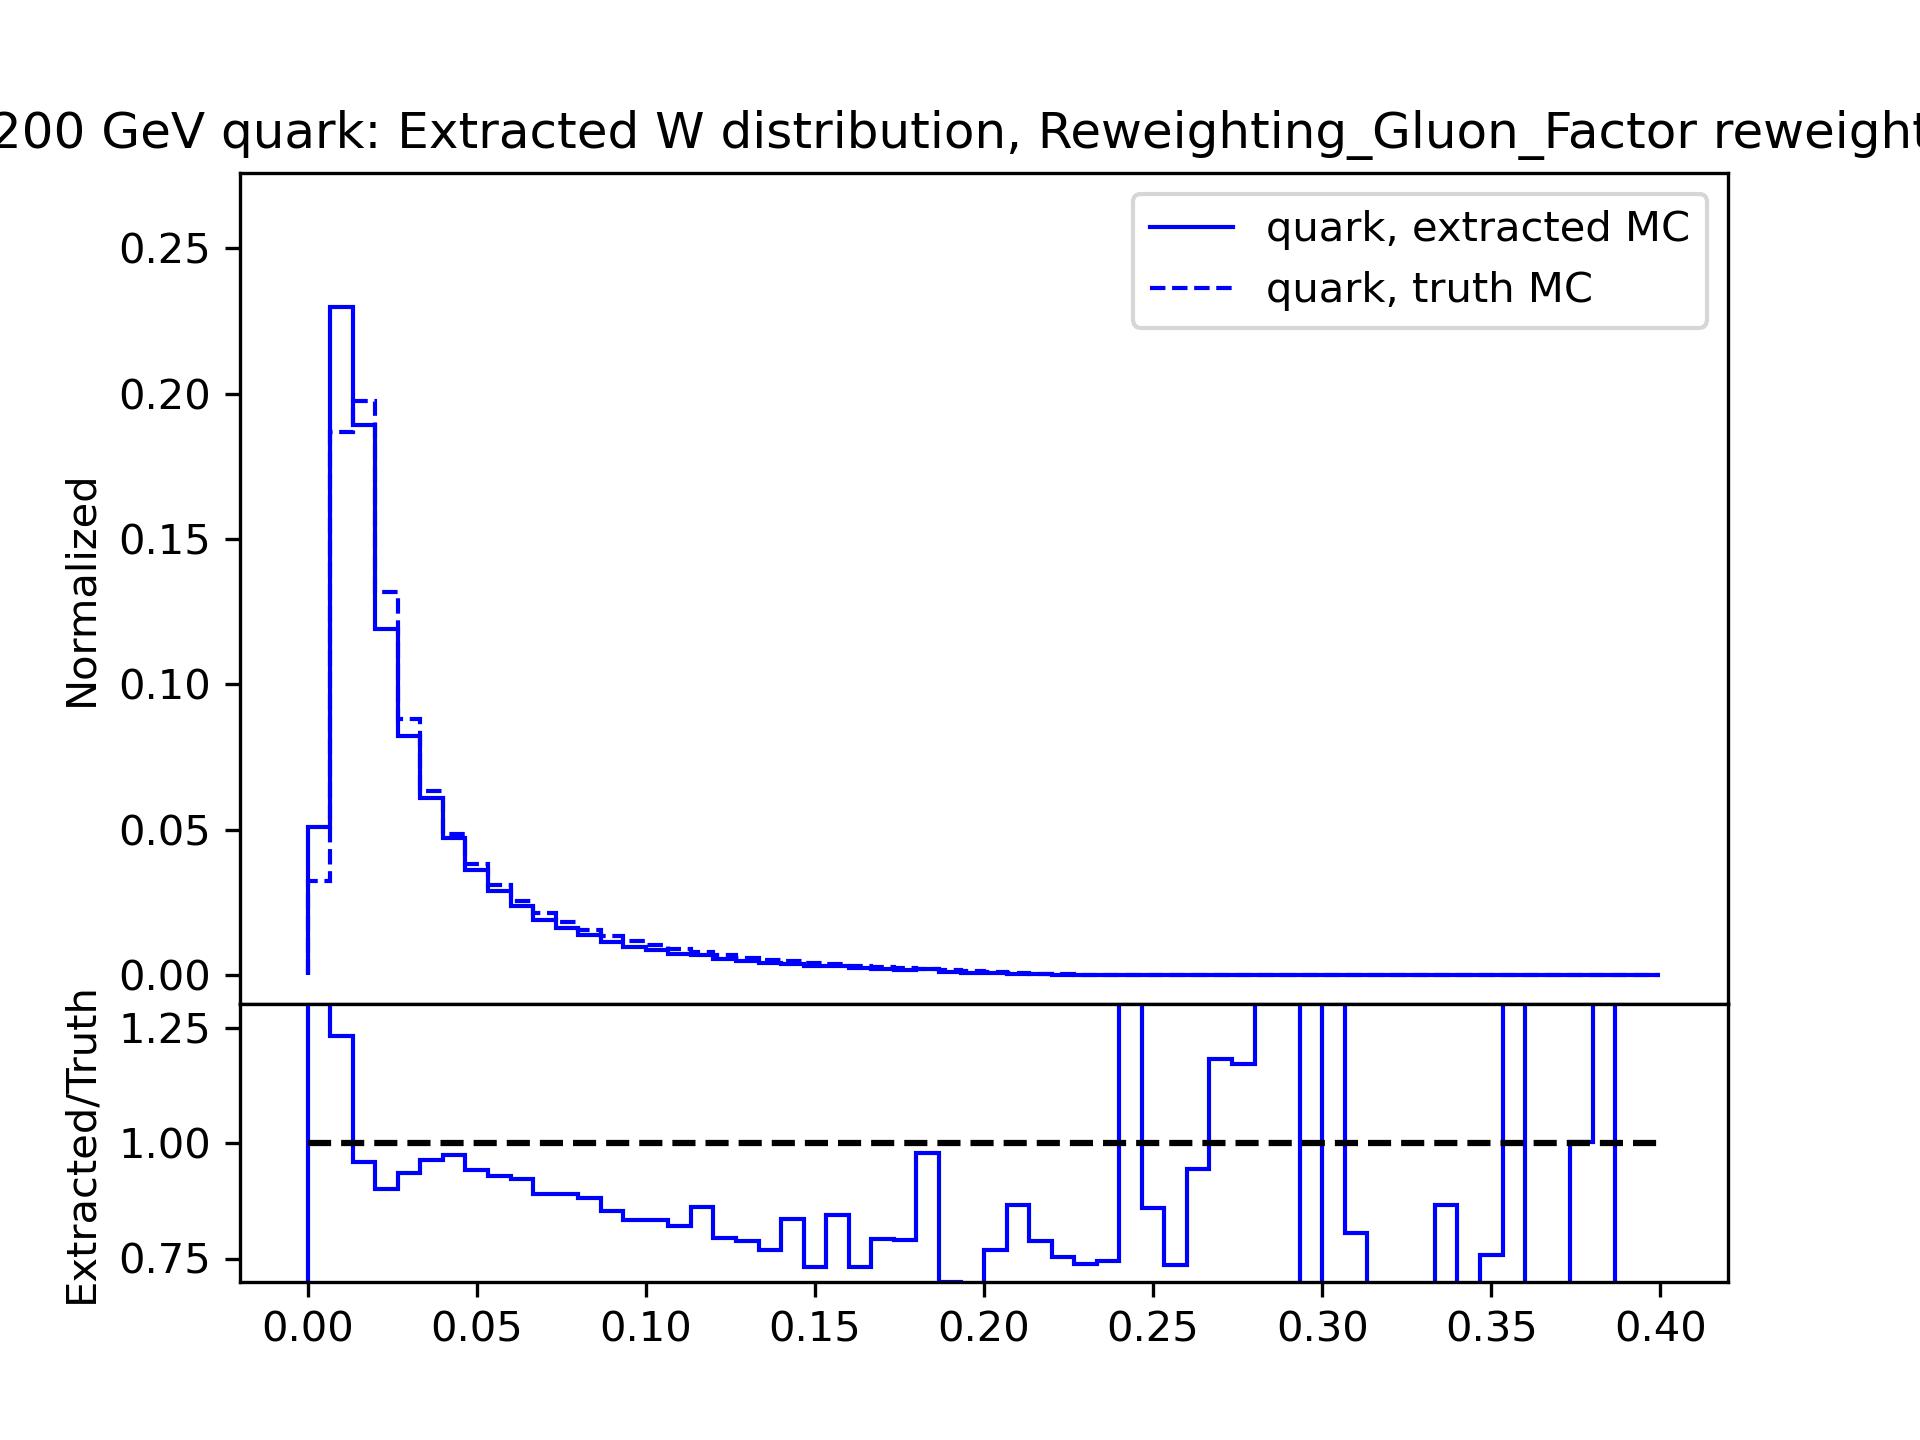 200 GeV quark: Extracted W distribution, Reweighting_Gluon_Factor reweight
quark, extracted MC
quark, truth MC
Normalized
0.25
0.20
0.15
0.10
0.05
0.00
Extracted/Truth
1.25
1.00
0.75
0.00 0.05 0.10 0.15 0.20 0.25 0.30 0.35 0.40